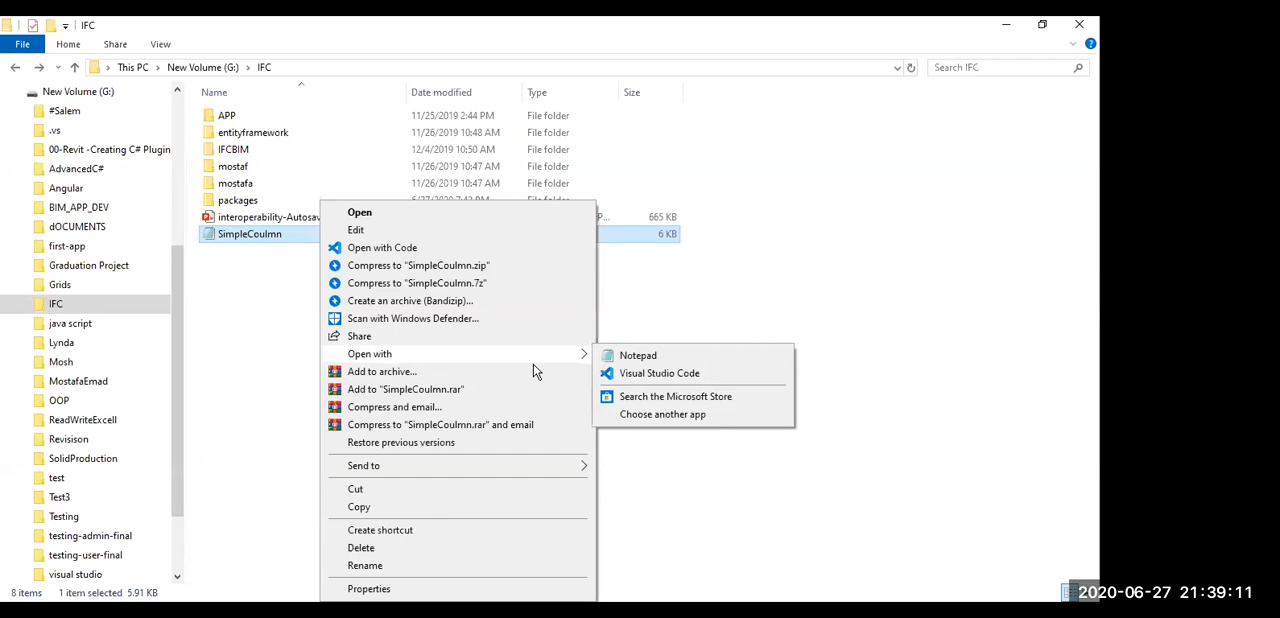 IFC
File Home Share View
This PC > New Volume (G:) > IFC
Search IFC
New Volume (G:)
#Salem
.vs
00-Revit -Creating C# Plugin
AdvancedC#
Angular
BIM_APP_DEV
dOCUMENTS
first-app
Graduation Project
Grids
IFC
java script
Lynda
Mosh
MostafaEmad
OOP
ReadWriteExcell
Revisison
SolidProduction
test
Test3
Testing
testing-admin-final
testing-user-final
visual studio
Name Date modified Type Size
APP 11/25/2019 2:44 PM File folder
entityframework 11/26/2019 10:48 AM File folder
IFCBIM 12/4/2019 10:50 AM File folder
mostaf 11/26/2019 10:47 AM File folder
mostafa 11/26/2019 10:47 AM File folder
packages File folder
interoperability-Autosav P... 665 KB
SimpleCoulmn 6 KB
Open
Edit
Open with Code
Compress to "SimpleCoulmn.zip"
Compress to "SimpleCoulmn.7z"
Create an archive (Bandizip)...
Scan with Windows Defender...
Share
Open with
Add to archive...
Add to "SimpleCoulmn.rar"
Compress and email...
Compress to "SimpleCoulmn.rar" and email
Restore previous versions
Send to
Cut
Copy
Create shortcut
Delete
Rename
Properties
Notepad
Visual Studio Code
Search the Microsoft Store
Choose another app
8 items 1 item selected 5.91 KB
2020-06-27 21:39:11